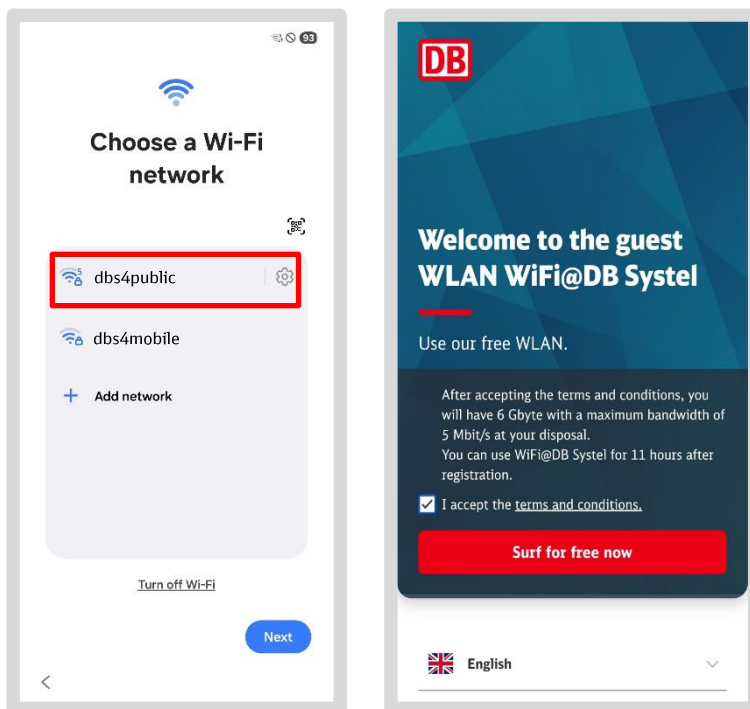 93
Choose a Wi-Fi
network
5
dbs4public
dbs4mobile
+ Add network
Turn off Wi-Fi
Next
<
DB
Welcome to the guest
WLAN WiFi@DB Systel
Use our free WLAN.
After accepting the terms and conditions, you
will have 6 Gbyte with a maximum bandwidth of
5 Mbit/s at your disposal.
You can use WiFi@DB Systel for 11 hours after
registration.
I accept the terms and conditions.
Surf for free now
English